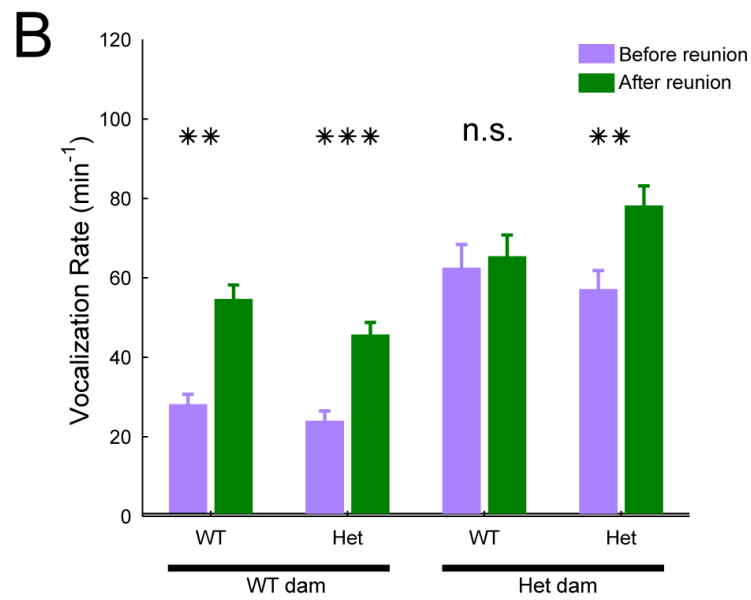 B
Before reunion
After reunion
Vocalization Rate (min⁻¹)
120
100
80
60
40
20
0
** *** n.s. **
WT Het WT Het
WT dam Het dam